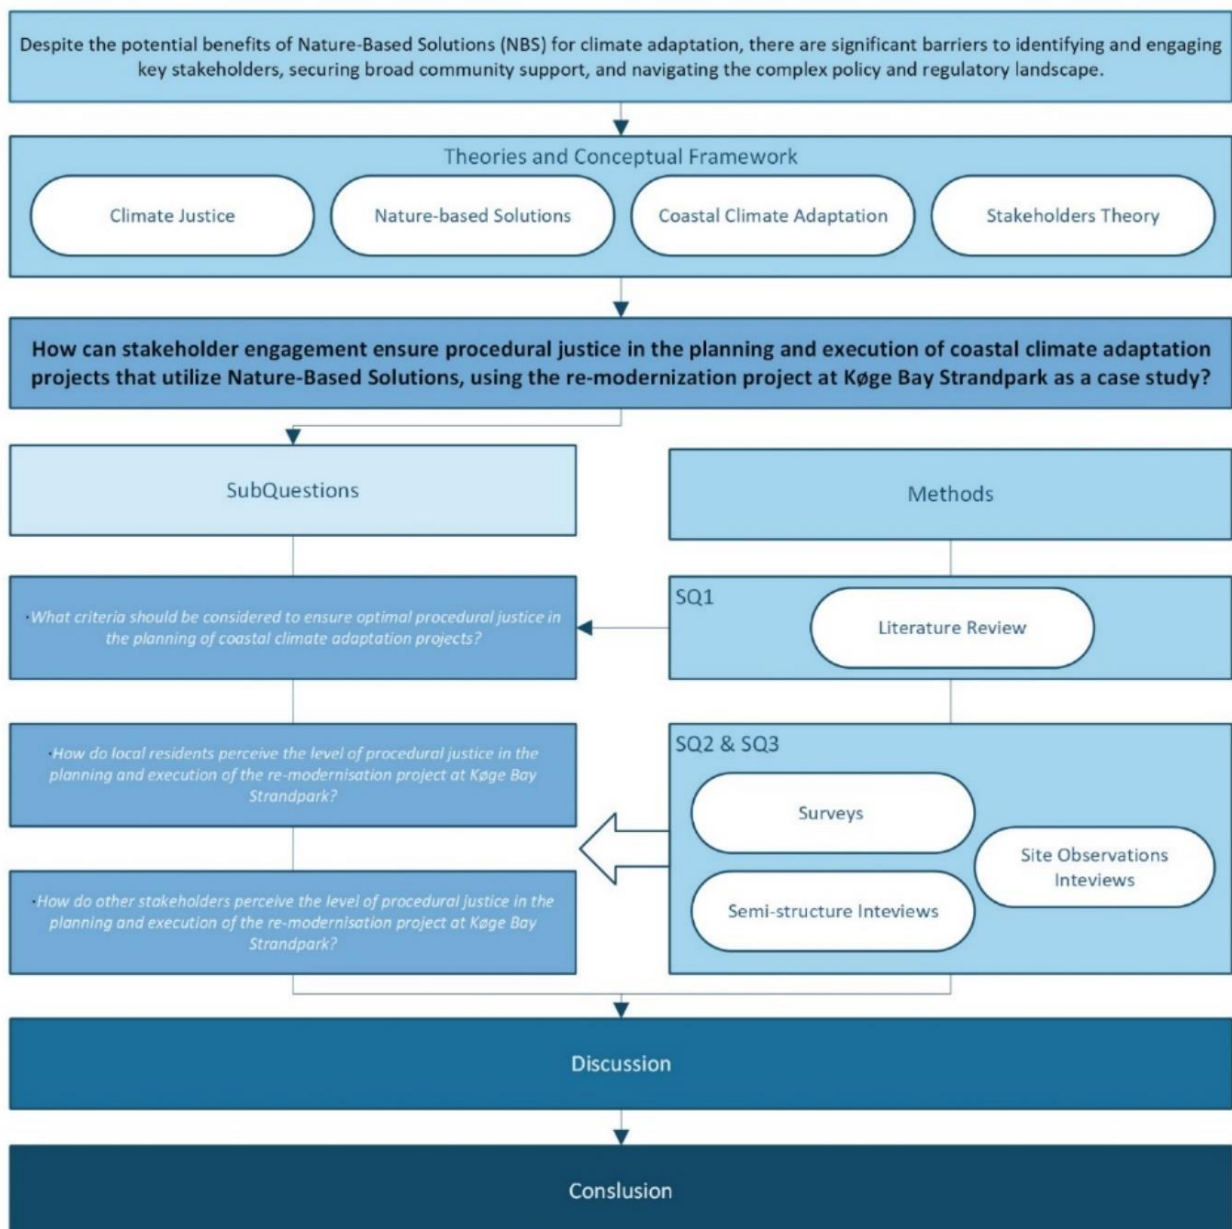 Despite the potential benefits of Nature-Based Solutions (NBS) for climate adaptation, there are significant barriers to identifying and engaging
key stakeholders, securing broad community support, and navigating the complex policy and regulatory landscape.
Theories and Conceptual Framework
Climate Justice
Nature-based Solutions
Coastal Climate Adaptation
Stakeholders Theory
How can stakeholder engagement ensure procedural justice in the planning and execution of coastal climate adaptation
projects that utilize Nature-Based Solutions, using the re-modernization project at Køge Bay Strandpark as a case study?
SubQuestions
Methods
·What criteria should be considered to ensure optimal procedural justice in
the planning of coastal climate adaptation projects?
SQ1
Literature Review
·How do local residents perceive the level of procedural justice in the
planning and execution of the re-modernisation project at Køge Bay
Strandpark?
·How do other stakeholders perceive the level of procedural justice in the
planning and execution of the re-modernisation project at Køge Bay
Strandpark?
SQ2 & SQ3
Surveys
Semi-structure Inteviews
Site Observations
Inteviews
Discussion
Conslusion